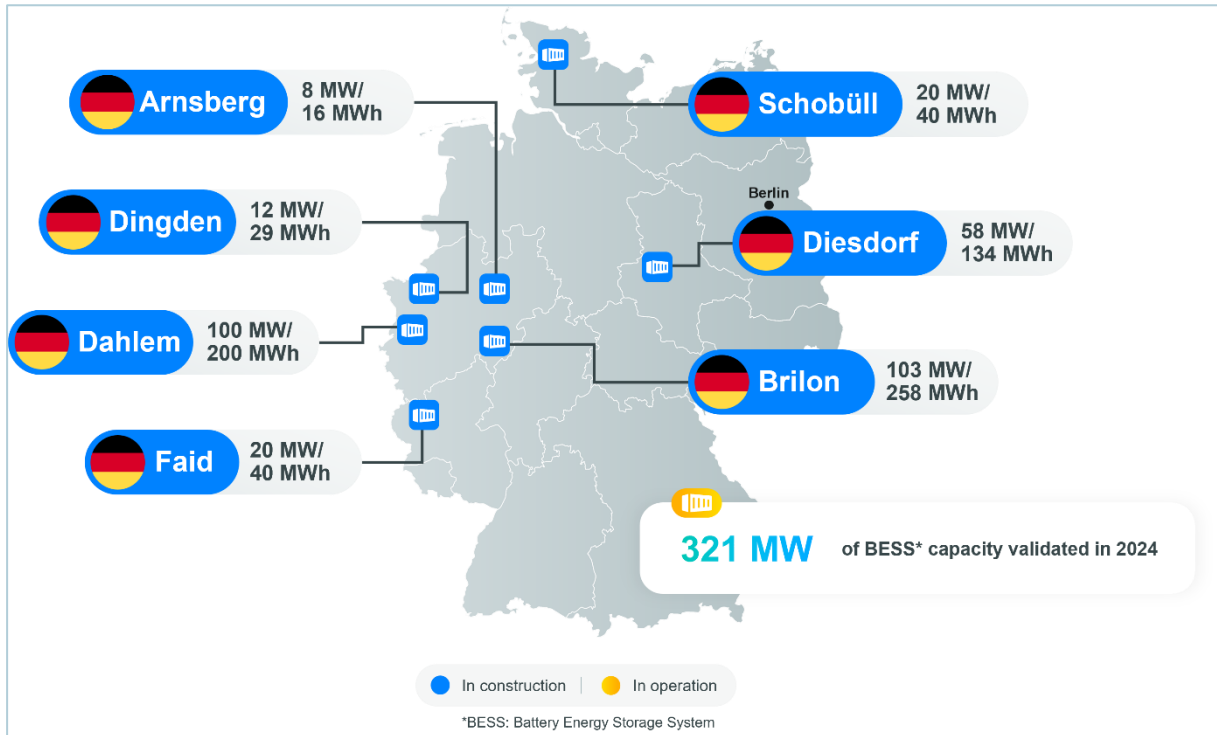 Arnsberg
8 MW/
16 MWh
Schobüll
20 MW/
40 MWh
Dingden
12 MW/
29 MWh
Berlin
Diesdorf
58 MW/
134 MWh
Dahlem
100 MW/
200 MWh
Brilon
103 MW/
258 MWh
Faid
20 MW/
40 MWh
321 MW of BESS* capacity validated in 2024
In construction
In operation
*BESS: Battery Energy Storage System